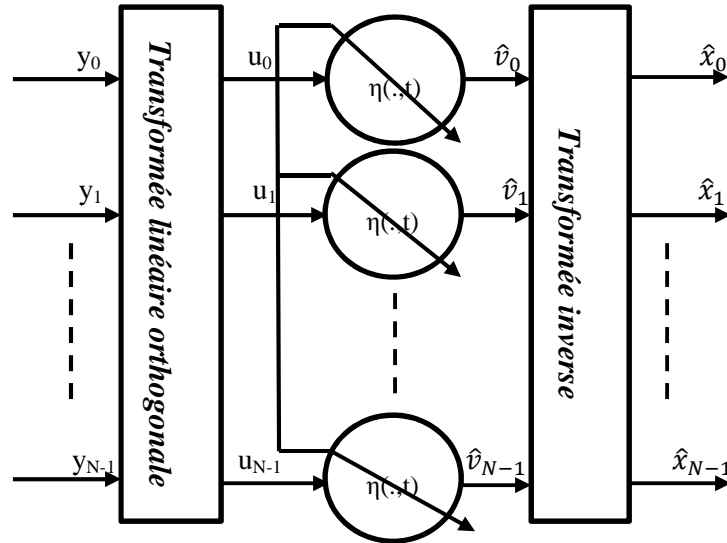 y0
u0
η(.,t)
v̂0
x̂0
y1
u1
η(.,t)
v̂1
x̂1
yN-1
uN-1
η(.,t)
v̂N−1
x̂N−1
Transformée linéaire orthogonale
Transformée inverse